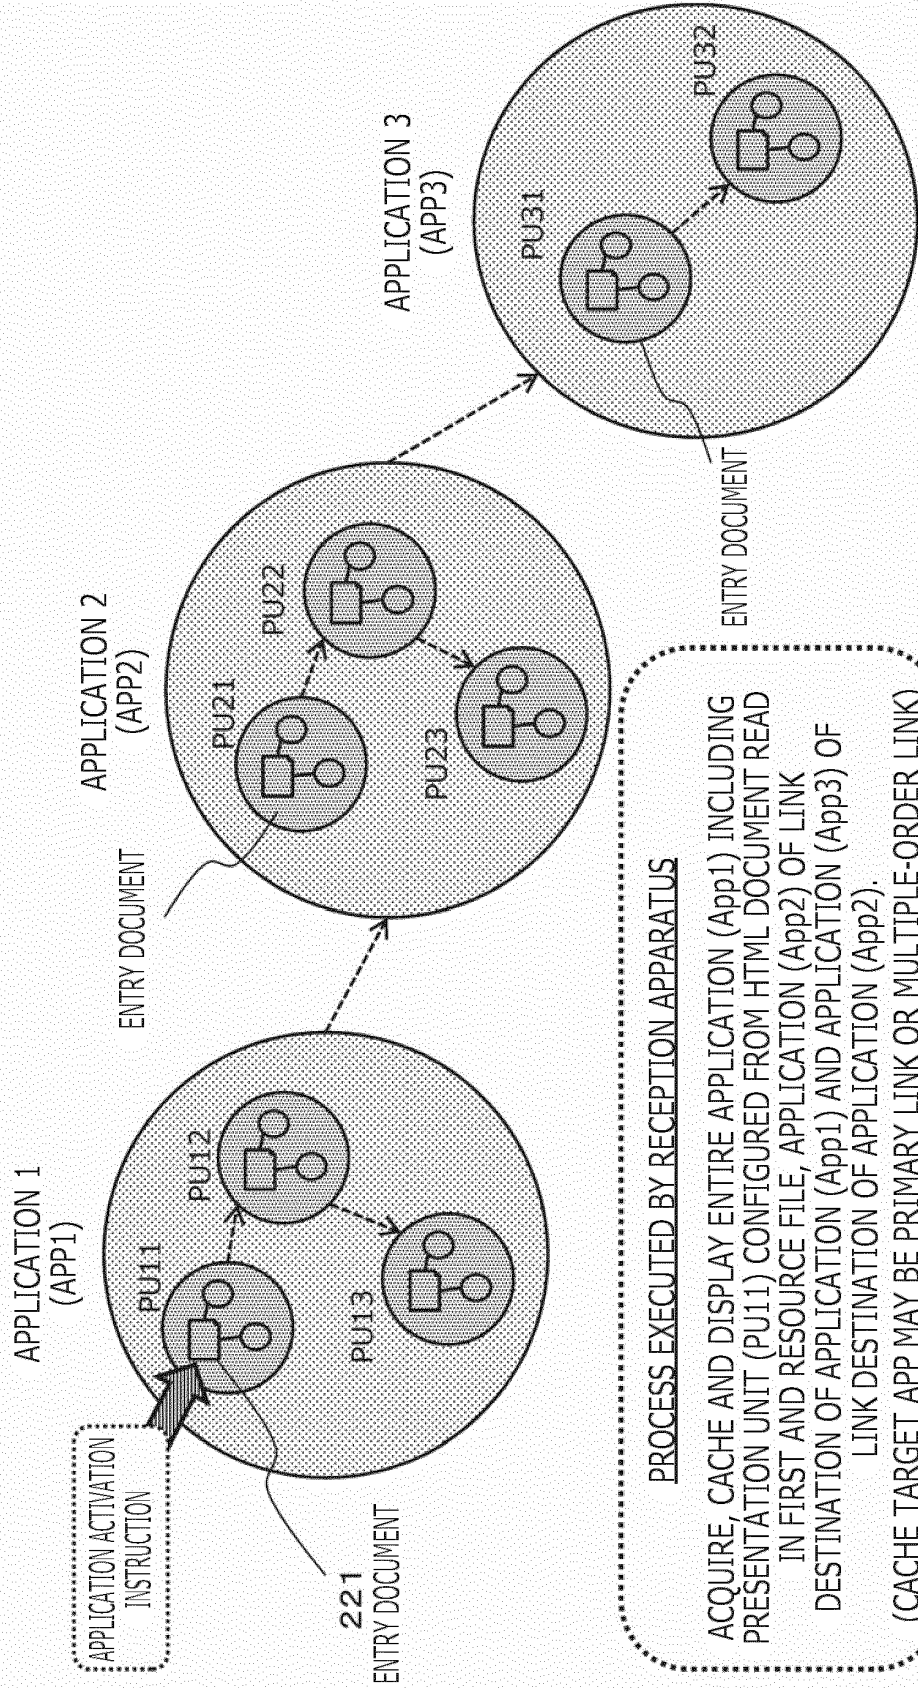 APPLICATION 1
(APP1)
APPLICATION ACTIVATION
INSTRUCTION
PU11
PU12
PU13
221
ENTRY DOCUMENT
APPLICATION 2
(APP2)
ENTRY DOCUMENT
PU21
PU22
PU23
APPLICATION 3
(APP3)
PU31
PU32
ENTRY DOCUMENT
PROCESS EXECUTED BY RECEPTION APPARATUS
ACQUIRE, CACHE AND DISPLAY ENTIRE APPLICATION (App1) INCLUDING
PRESENTATION UNIT (PU11) CONFIGURED FROM HTML DOCUMENT READ
IN FIRST AND RESOURCE FILE, APPLICATION (App2) OF LINK
DESTINATION OF APPLICATION (App1) AND APPLICATION (App3) OF
LINK DESTINATION OF APPLICATION (App2).
(CACHE TARGET APP MAY BE PRIMARY LINK OR MULTIPLE-ORDER LINK)